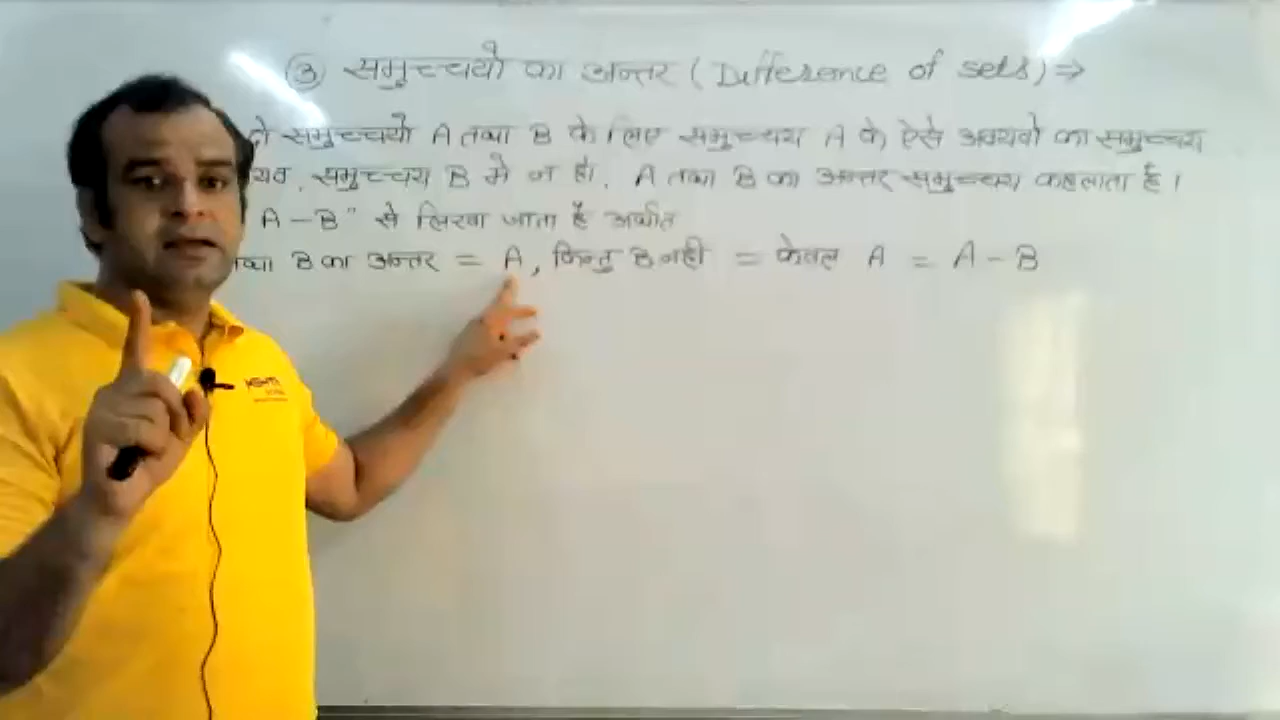 ③ समुच्चयो का अन्तर ( Difference of sets ) ⇒
दो समुच्चयो A तथा B के लिए समुच्चय A के ऐसे अवयवो का समुच्चय
समुच्चय B मे न हो, A तथा B का अन्तर समुच्चय कहलाता है ।
A - B" से लिखा जाता है अर्थात
तथा B का अन्तर = A, किन्तु B नही = केवल A = A - B